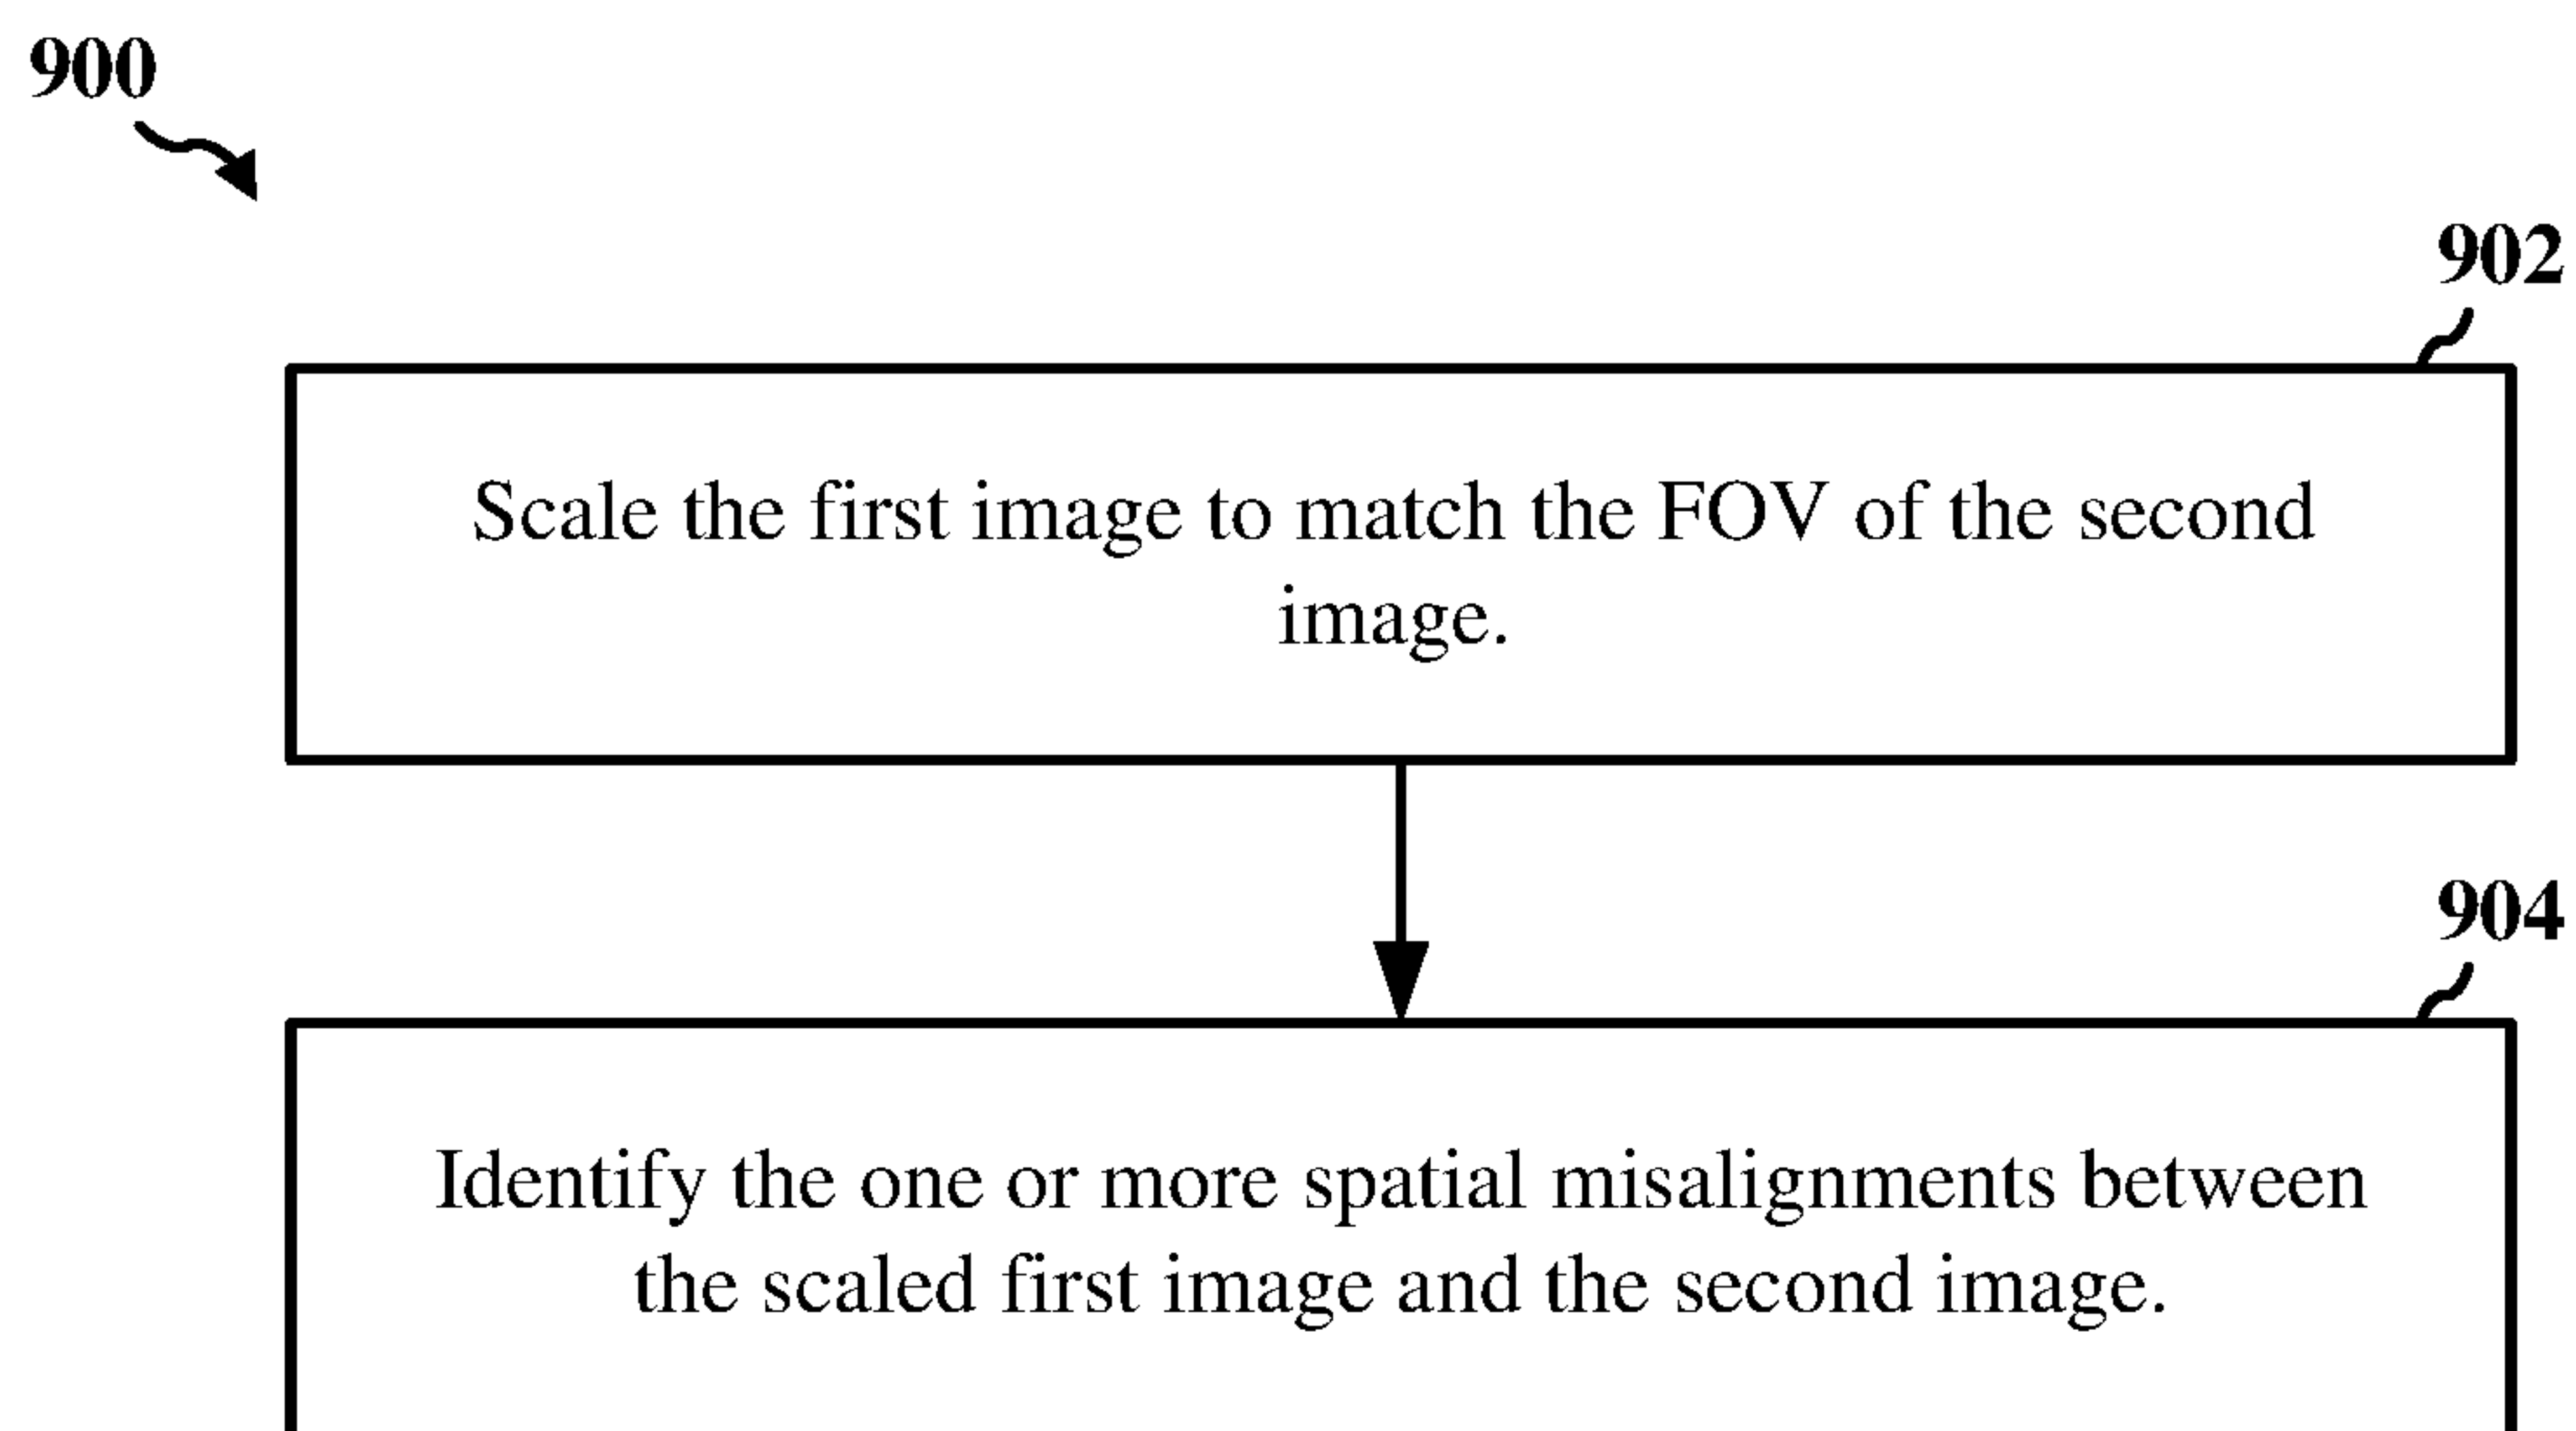 900
902
Scale the first image to match the FOV of the second
image.
904
Identify the one or more spatial misalignments between
the scaled first image and the second image.